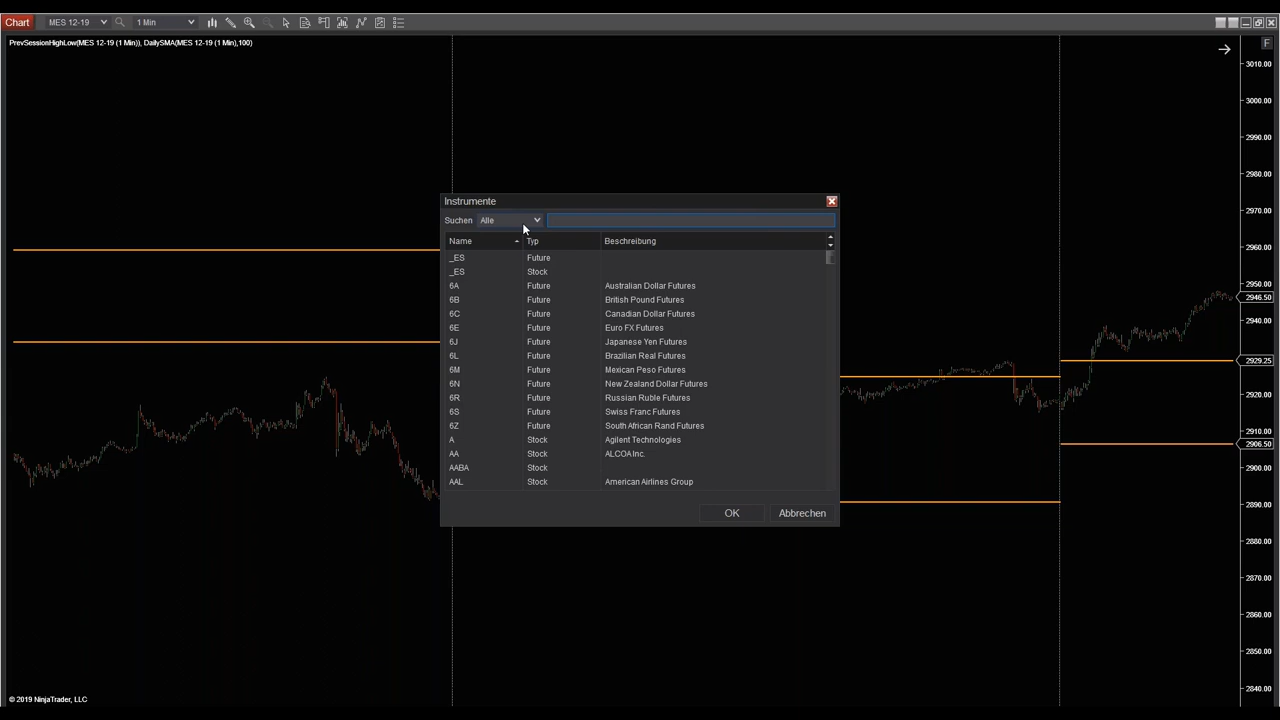 Chart MES 12-19 1 Min
PrevSessionHighLow(MES 12-19 (1 Min)), DailySMA(MES 12-19 (1 Min),100)
F
3010.00
3000.00
2990.00
2980.00
2970.00
2960.00
2950.00
2946.50
2940.00
2929.25
2920.00
2910.00
2906.50
2900.00
2890.00
2880.00
2870.00
2860.00
2850.00
2840.00
Instrumente
Suchen Alle
Name Typ Beschreibung
_ES Future
_ES Stock
6A Future Australian Dollar Futures
6B Future British Pound Futures
6C Future Canadian Dollar Futures
6E Future Euro FX Futures
6J Future Japanese Yen Futures
6L Future Brazilian Real Futures
6M Future Mexican Peso Futures
6N Future New Zealand Dollar Futures
6R Future Russian Ruble Futures
6S Future Swiss Franc Futures
6Z Future South African Rand Futures
A Stock Agilent Technologies
AA Stock ALCOA Inc.
AABA Stock
AAL Stock American Airlines Group
OK Abbrechen
© 2019 NinjaTrader, LLC